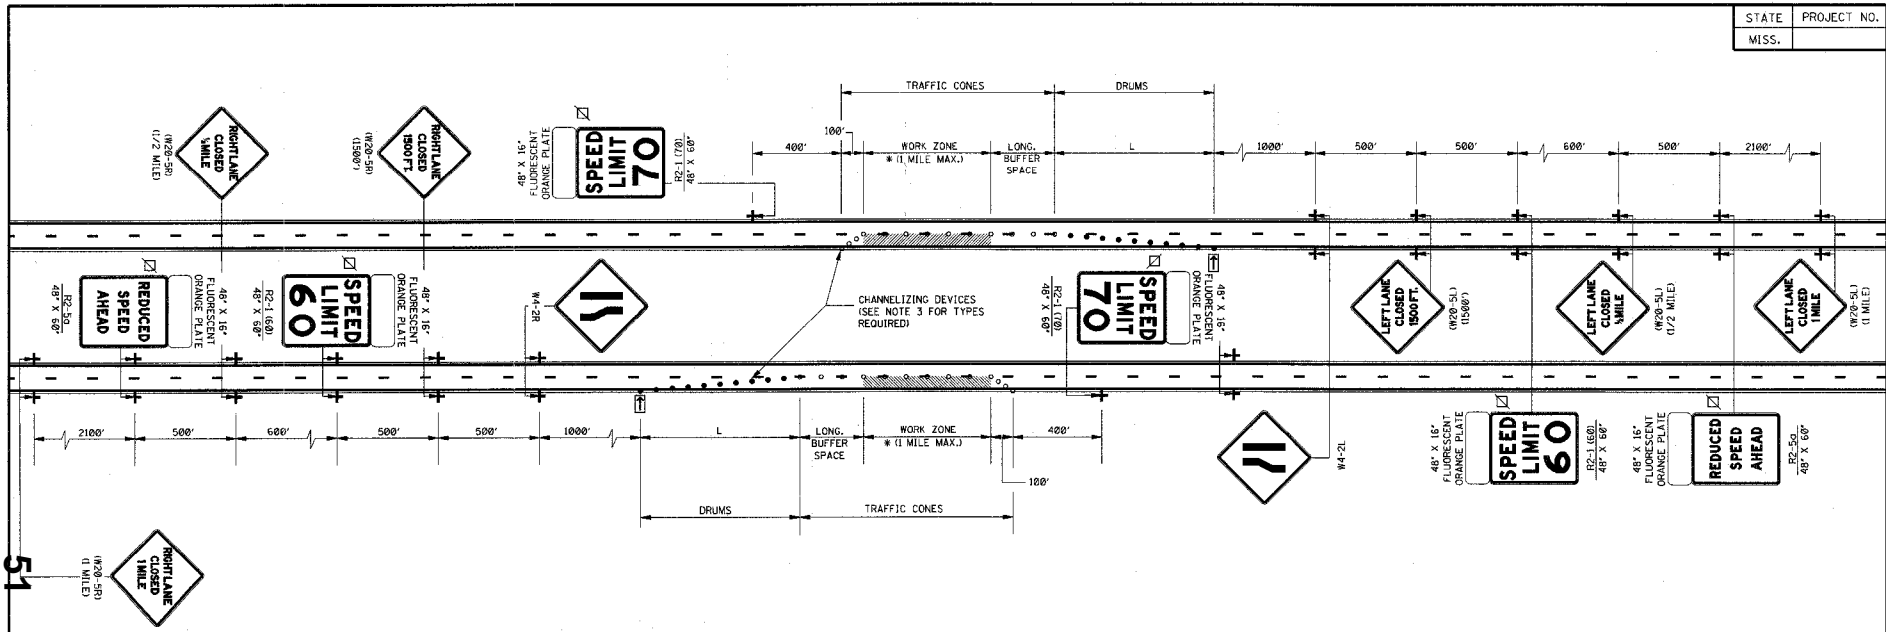 STATE PROJECT NO.
MISS.
TRAFFIC CONES
DRUMS
400'
100'
WORK ZONE
* (1 MILE MAX.)
LONG.
BUFFER
SPACE
L
1000'
500'
500'
600'
500'
2100'
RIGHT LANE
CLOSED
½MILE
(W20-5R)
(1/2 MILE)
RIGHT LANE
CLOSED
1500 FT.
(W20-5R)
(1500')
48" X 16"
FLUORESCENT
ORANGE PLATE
SPEED
LIMIT
70
R2-1 (70)
48" X 60"
REDUCED
SPEED
AHEAD
R2-5a
48" X 60"
48" X 16"
FLUORESCENT
ORANGE PLATE
SPEED
LIMIT
60
R2-1 (60)
48" X 60"
48" X 16"
FLUORESCENT
ORANGE PLATE
W4-2R
CHANNELIZING DEVICES
(SEE NOTE 3 FOR TYPES
REQUIRED)
SPEED
LIMIT
70
R2-1 (70)
48" X 60"
48" X 16"
FLUORESCENT
ORANGE PLATE
LEFT LANE
CLOSED
1500 FT.
(W20-5L)
(1500')
LEFT LANE
CLOSED
½MILE
(W20-5L)
(1/2 MILE)
LEFT LANE
CLOSED
1 MILE
(W20-5L)
(1 MILE)
2100'
500'
600'
500'
500'
1000'
L
LONG.
BUFFER
SPACE
WORK ZONE
* (1 MILE MAX.)
400'
100'
DRUMS
TRAFFIC CONES
W4-2L
48" X 16"
FLUORESCENT
ORANGE PLATE
SPEED
LIMIT
60
R2-1 (60)
48" X 60"
48" X 16"
FLUORESCENT
ORANGE PLATE
REDUCED
SPEED
AHEAD
R2-5a
48" X 60"
51
(W20-5R)
(1 MILE)
RIGHT LANE
CLOSED
1 MILE